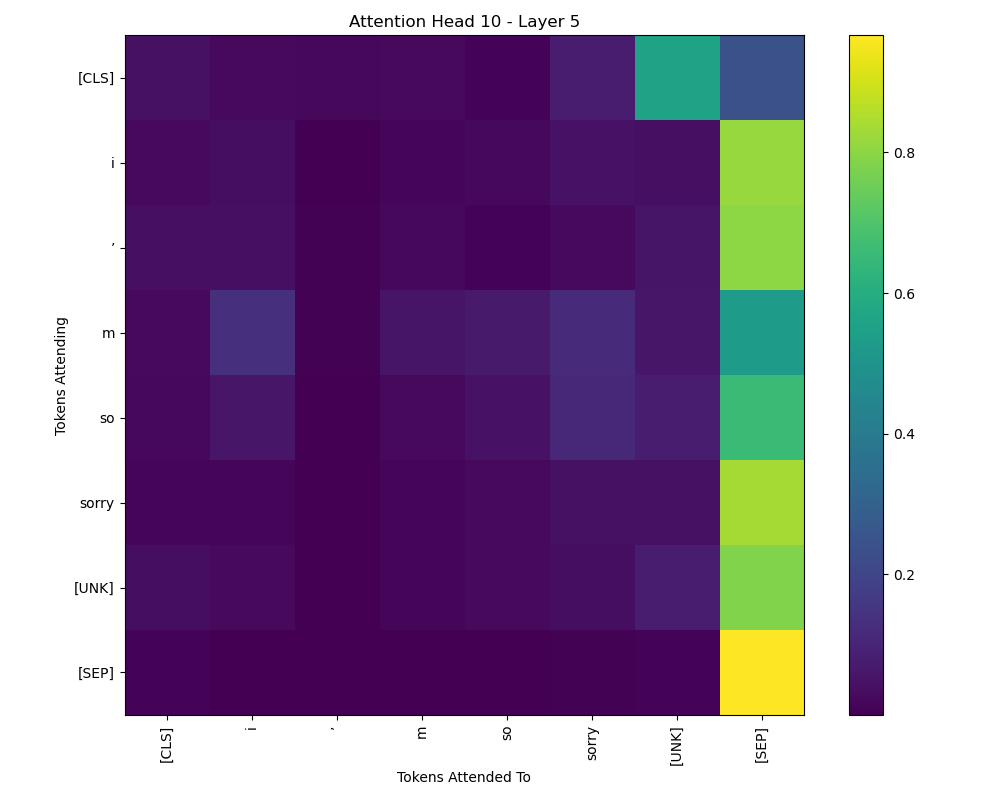 Attention Head 10 - Layer 5
[CLS]
i
’
m
so
sorry
[UNK]
[SEP]
Tokens Attending
[CLS]
i
’
m
so
sorry
[UNK]
[SEP]
Tokens Attended To
0.8
0.6
0.4
0.2